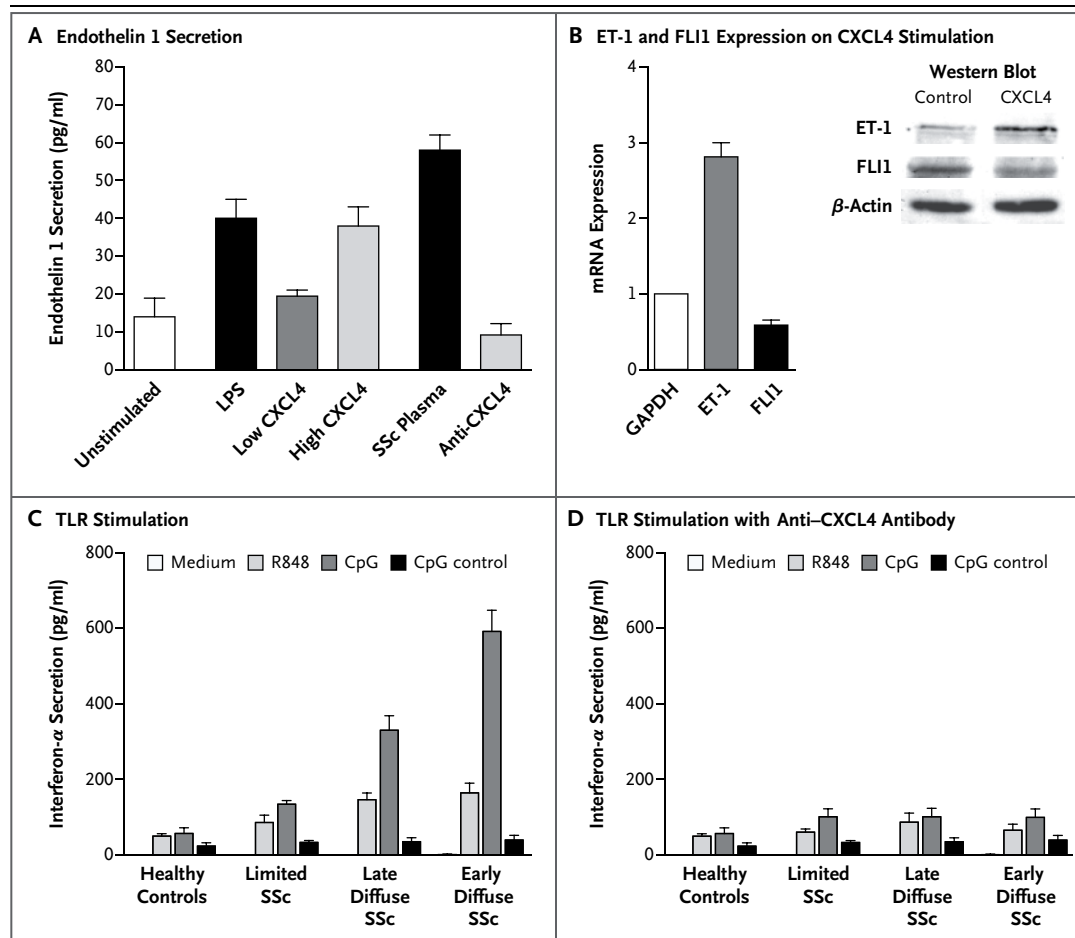 A Endothelin 1 Secretion
Endothelin 1 Secretion (pg/ml)
80
70
60
50
40
30
20
10
0
Unstimulated
LPS
Low CXCL4
High CXCL4
SSc Plasma
Anti-CXCL4
B ET-1 and FLI1 Expression on CXCL4 Stimulation
mRNA Expression
4
3
2
1
0
GAPDH
ET-1
FLI1
Western Blot
Control CXCL4
ET-1
FLI1
β-Actin
C TLR Stimulation
Interferon-α Secretion (pg/ml)
800
600
400
200
0
Medium R848 CpG CpG control
Healthy
Controls
Limited
SSc
Late
Diffuse
SSc
Early
Diffuse
SSc
D TLR Stimulation with Anti–CXCL4 Antibody
Interferon-α Secretion (pg/ml)
800
600
400
200
0
Medium R848 CpG CpG control
Healthy
Controls
Limited
SSc
Late
Diffuse
SSc
Early
Diffuse
SSc